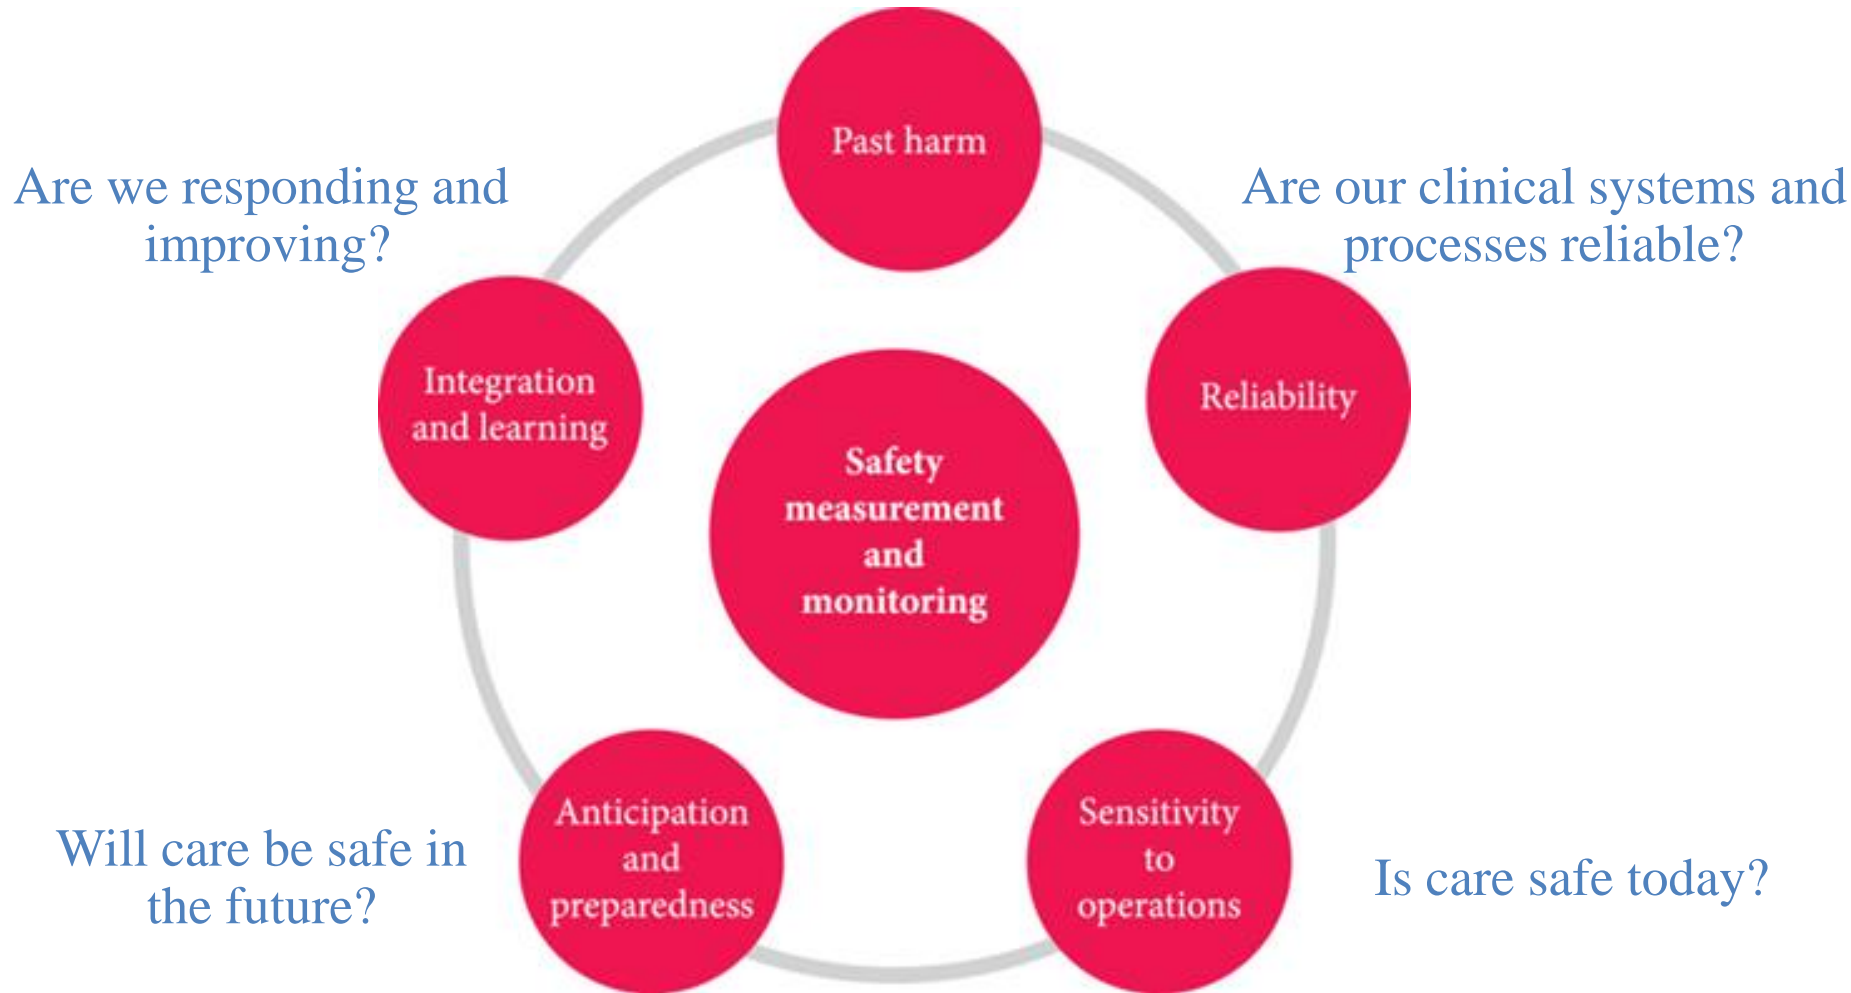 Past harm
Are we responding and
improving?
Are our clinical systems and
processes reliable?
Integration
and learning
Reliability
Safety
measurement
and
monitoring
Anticipation
and
preparedness
Sensitivity
to
operations
Will care be safe in
the future?
Is care safe today?